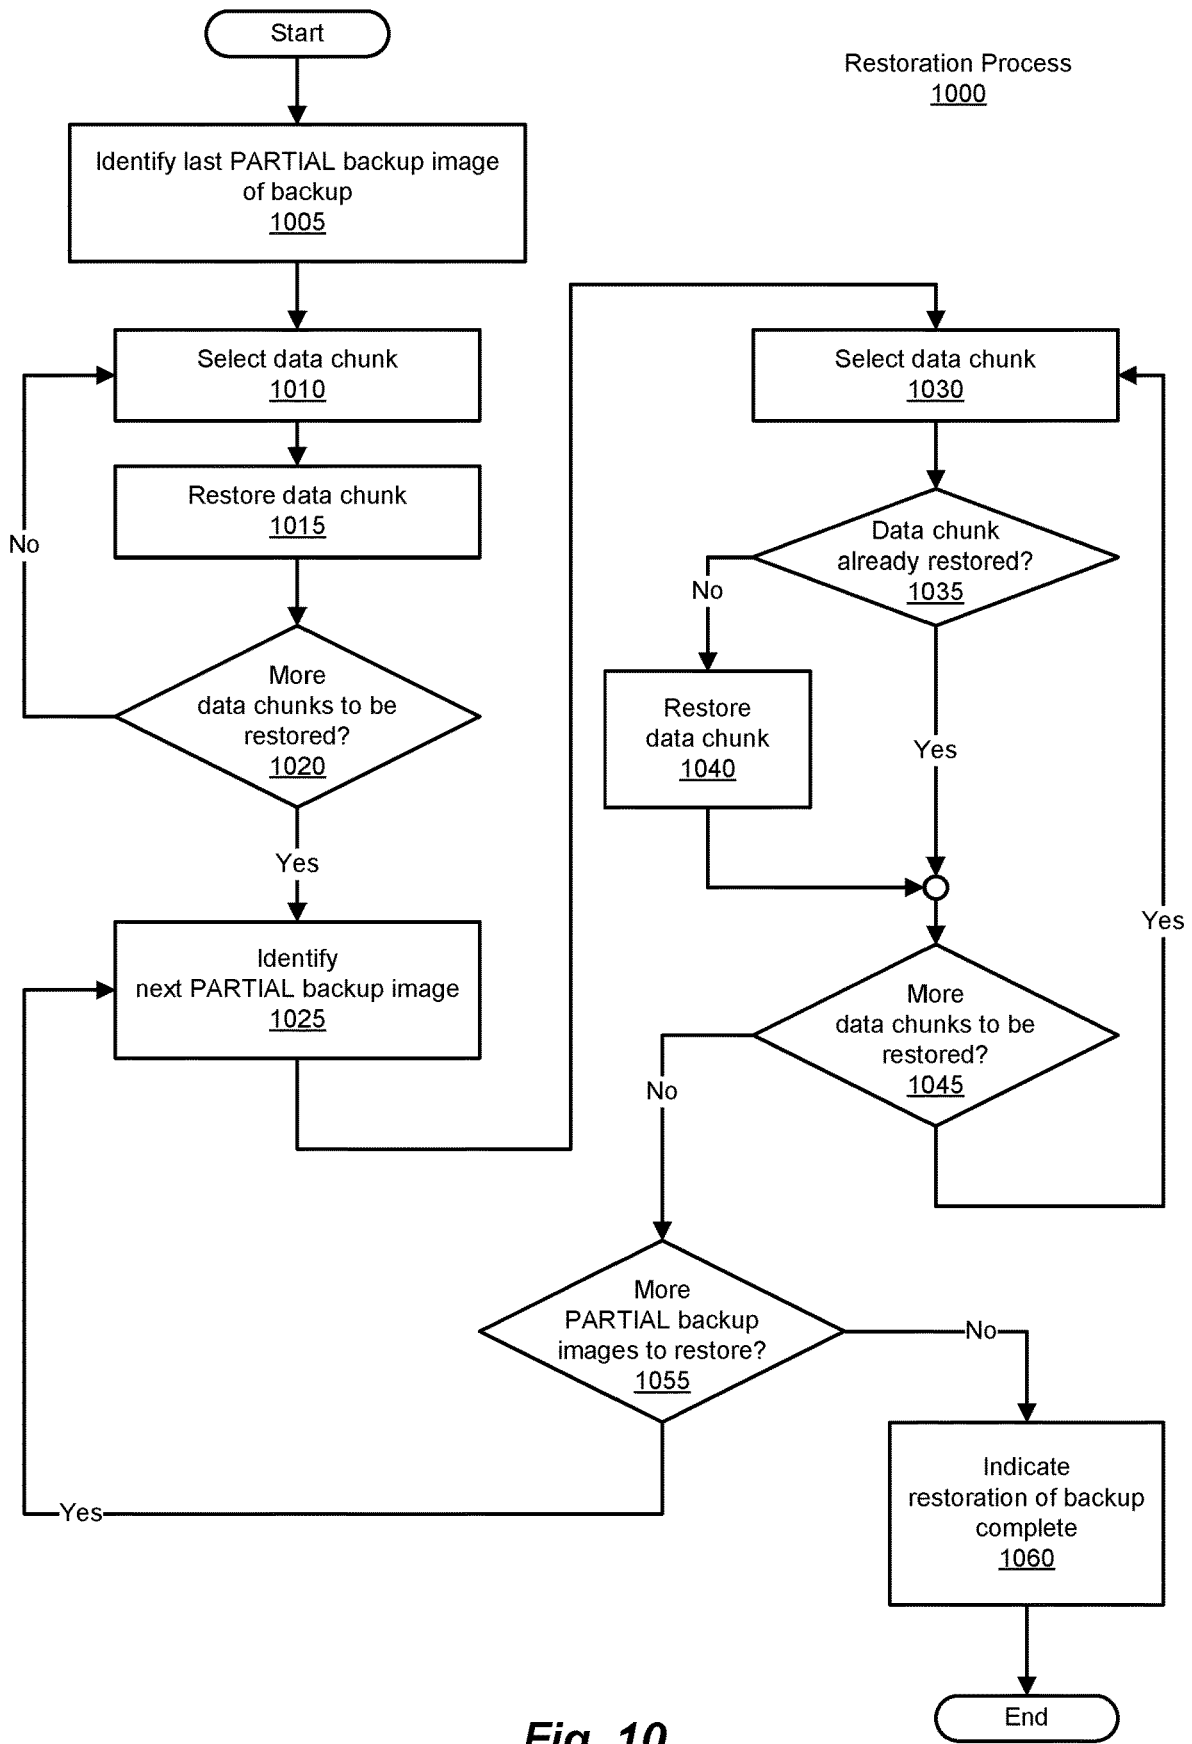 Start
Restoration Process
1000
Identify last PARTIAL backup image
of backup
1005
Select data chunk
1010
Restore data chunk
1015
No
More
data chunks to be
restored?
1020
Yes
Identify
next PARTIAL backup image
1025
Select data chunk
1030
Data chunk
already restored?
1035
No
Restore
data chunk
1040
Yes
More
data chunks to be
restored?
1045
Yes
No
More
PARTIAL backup
images to restore?
1055
Yes
No
Indicate
restoration of backup
complete
1060
End
Fig. 10